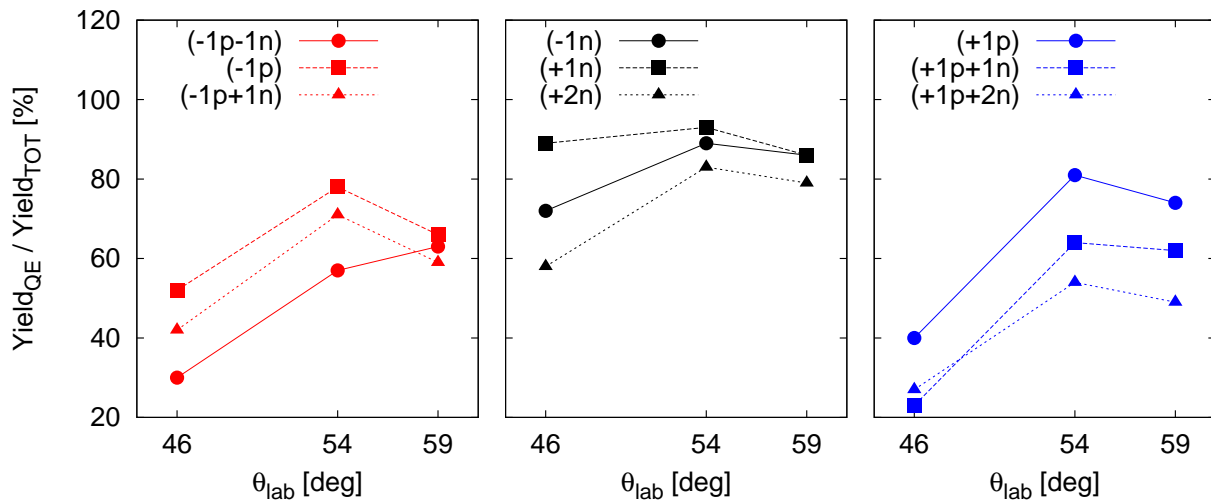 Yield_QE / Yield_TOT [%]
120
100
80
60
40
20
(-1p-1n)
(-1p)
(-1p+1n)
46 54 59
θ_lab [deg]
(-1n)
(+1n)
(+2n)
46 54 59
θ_lab [deg]
(+1p)
(+1p+1n)
(+1p+2n)
46 54 59
θ_lab [deg]